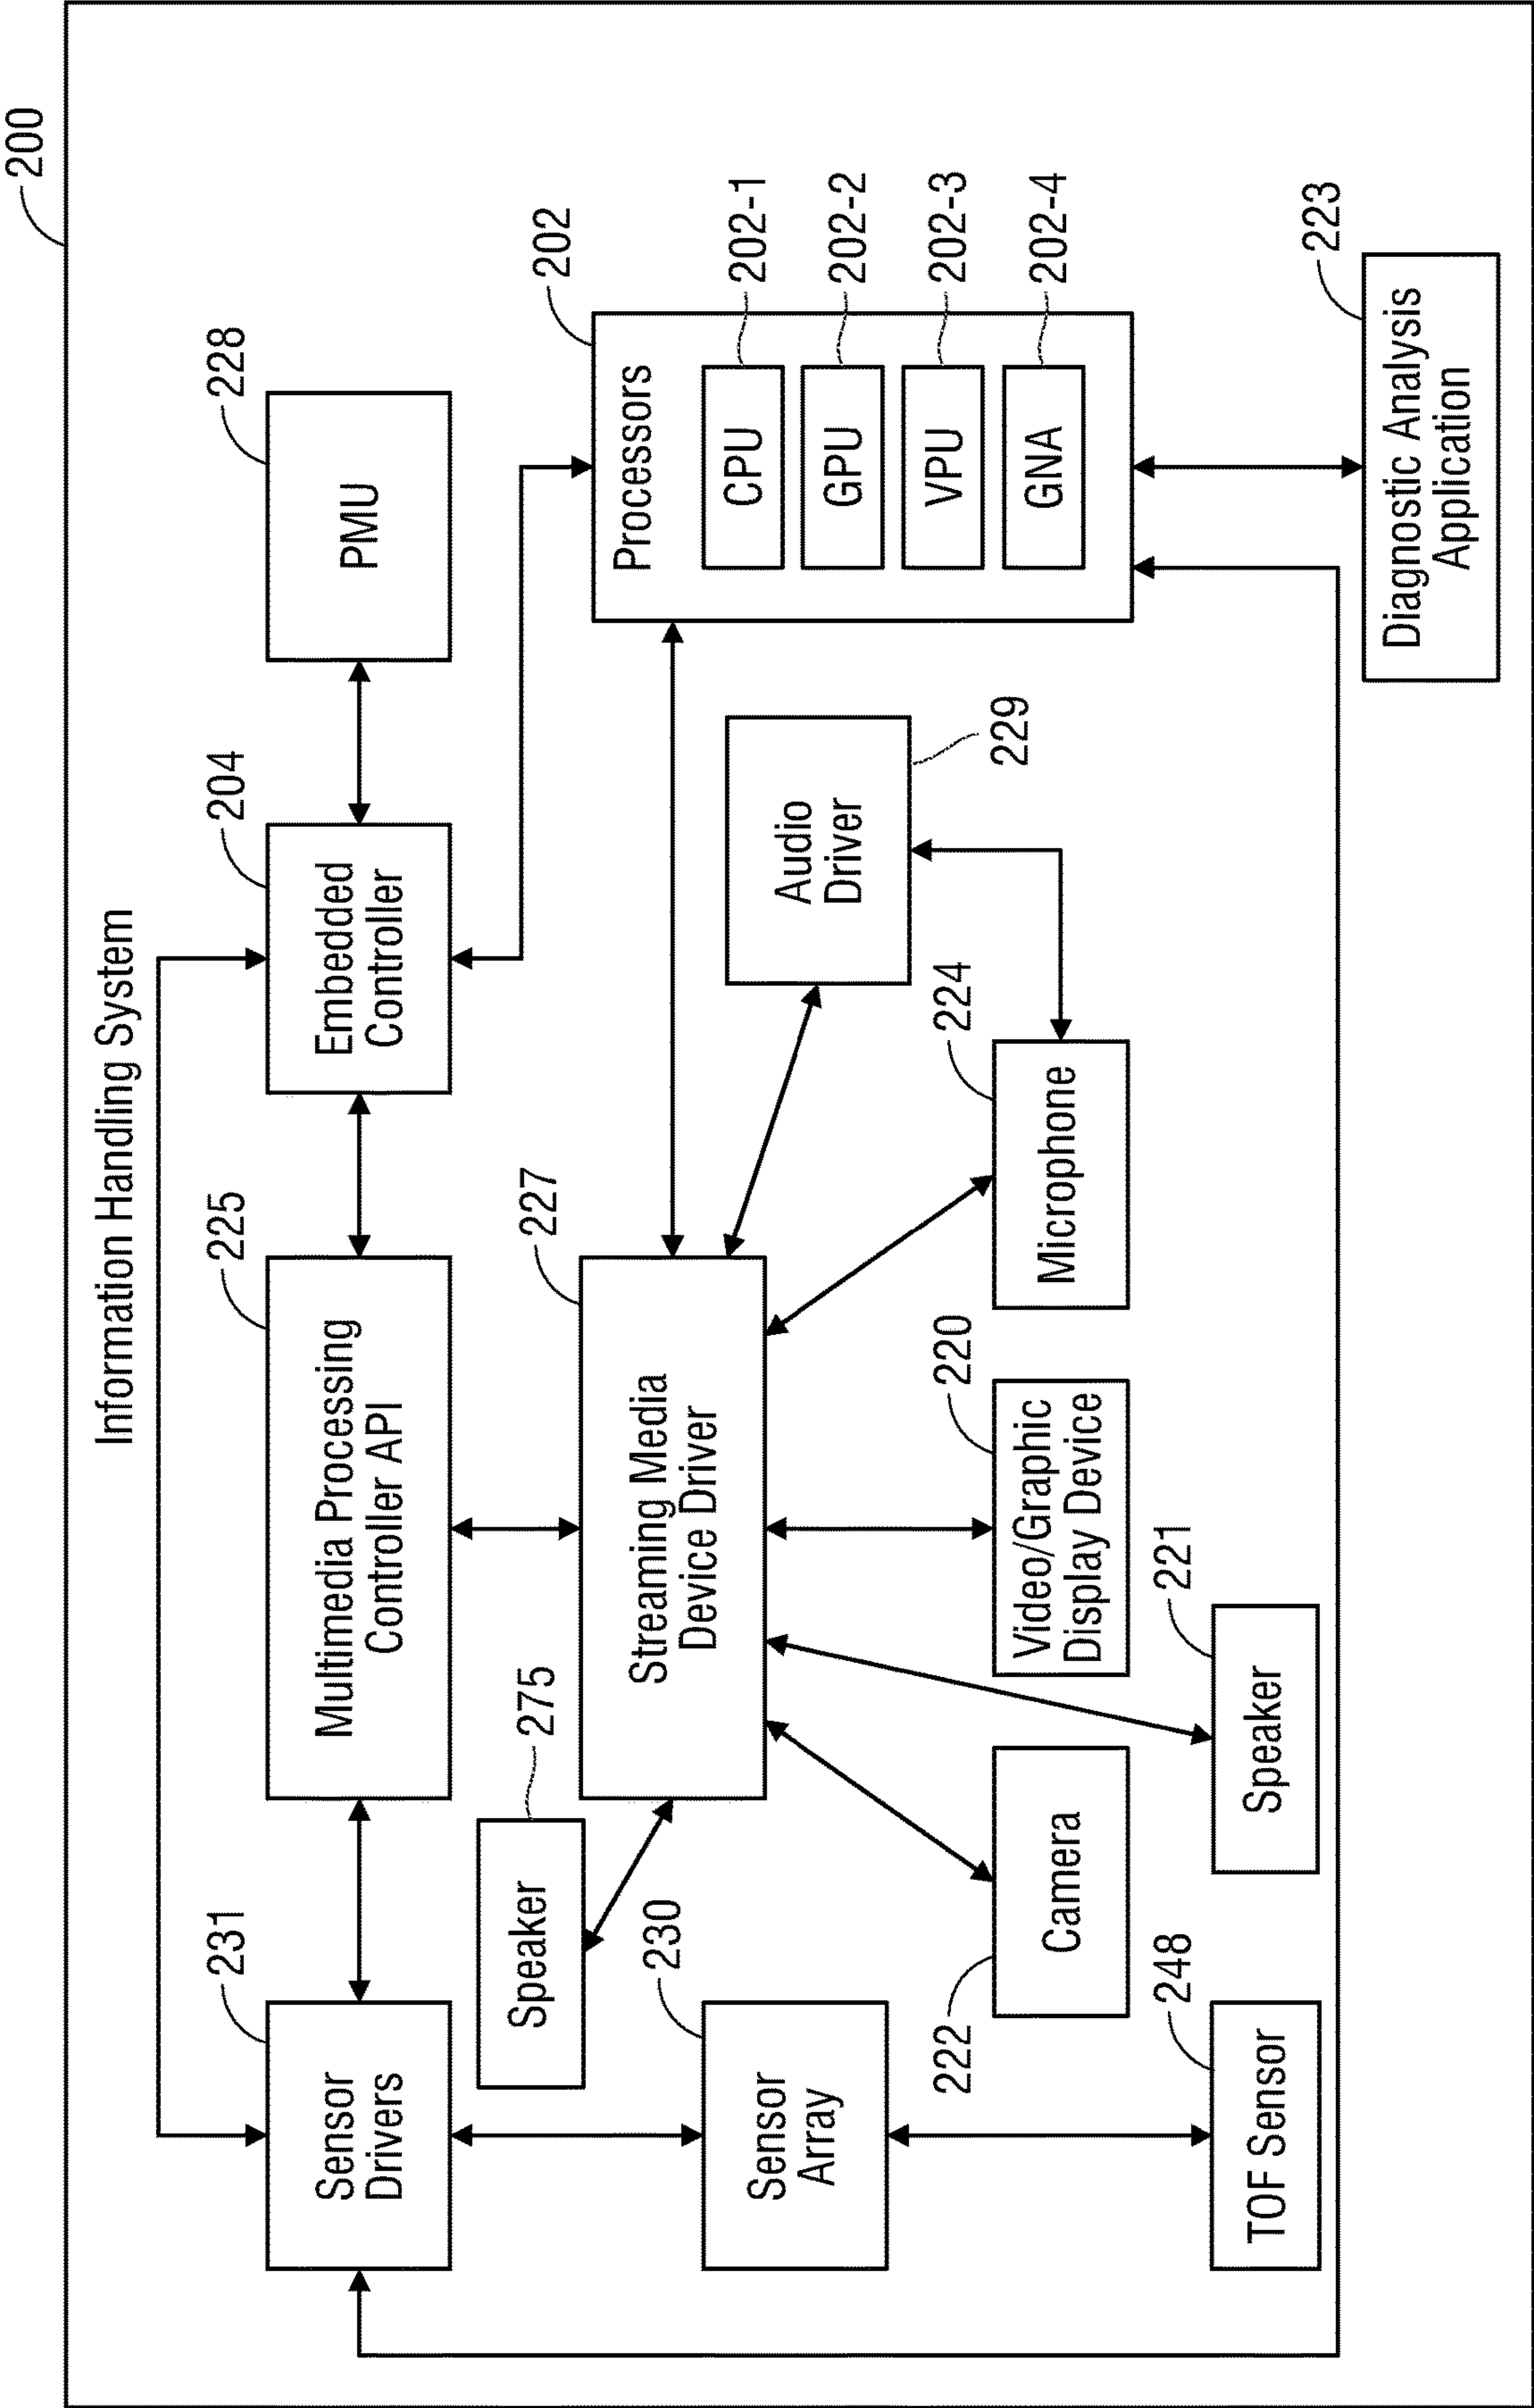 200
Information Handling System
231
Sensor
Drivers
225
Multimedia Processing
Controller API
204
Embedded
Controller
228
PMU
275
Speaker
227
Streaming Media
Device Driver
202
Processors
CPU
202-1
GPU
202-2
VPU
202-3
GNA
202-4
230
Sensor
Array
229
Audio
Driver
222
Camera
220
Video/Graphic
Display Device
224
Microphone
248
TOF Sensor
221
Speaker
223
Diagnostic Analysis
Application